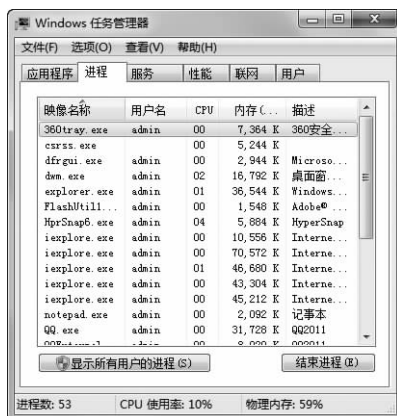 Windows 任务管理器
文件(F) 选项(O) 查看(V) 帮助(H)
应用程序 进程 服务 性能 联网 用户
映像名称 用户名 CPU 内存(... 描述
360tray.exe admin 00 7,364 K 360安全...
csrss.exe 00 5,244 K
dfrgui.exe admin 00 2,944 K Microso...
dwm.exe admin 02 16,792 K 桌面窗...
explorer.exe admin 01 36,544 K Windows...
FlashUtil1... admin 00 1,548 K Adobe® ...
HprSnap6.exe admin 04 5,884 K HyperSnap
iexplore.exe admin 00 10,556 K Interne...
iexplore.exe admin 00 70,572 K Interne...
iexplore.exe admin 01 46,680 K Interne...
iexplore.exe admin 00 43,304 K Interne...
iexplore.exe admin 00 45,212 K Interne...
notepad.exe admin 00 2,092 K 记事本
QQ.exe admin 00 31,728 K QQ2011
显示所有用户的进程(S) 结束进程(E)
进程数: 53 CPU 使用率: 10% 物理内存: 59%